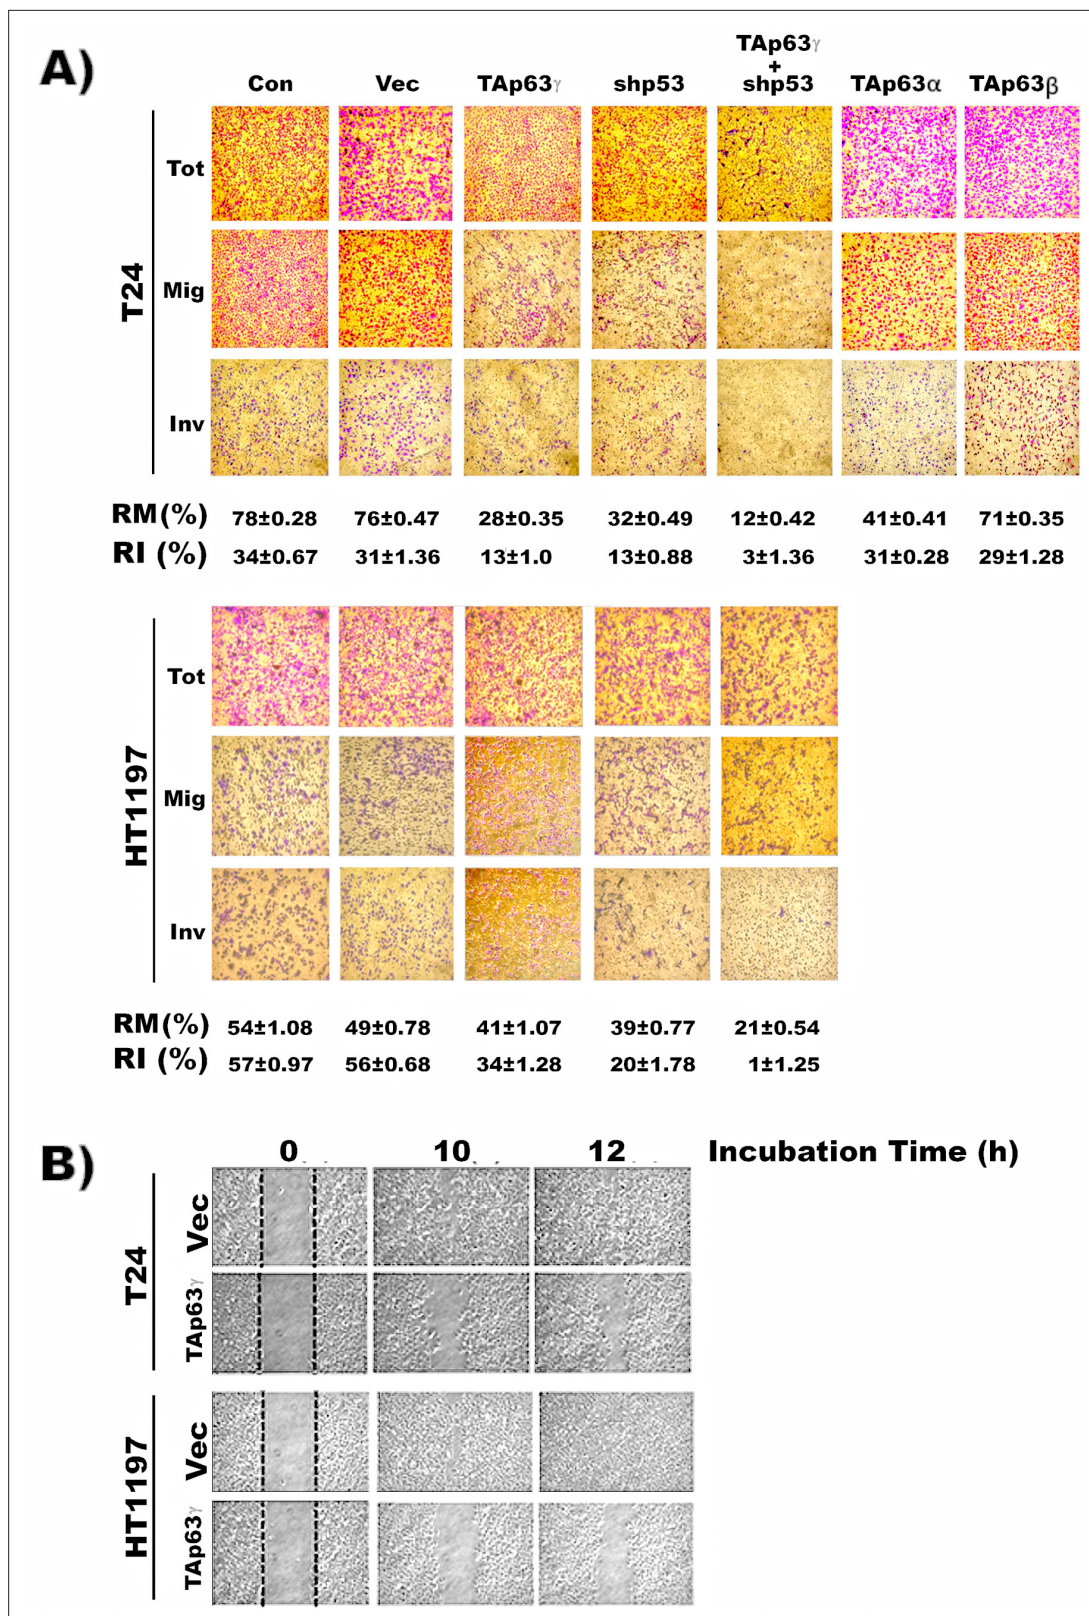 A)
Con Vec TAp63γ shp53 TAp63γ + shp53 TAp63α TAp63β
T24
Tot
Mig
Inv
RM(%) 78±0.28 76±0.47 28±0.35 32±0.49 12±0.42 41±0.41 71±0.35
RI (%) 34±0.67 31±1.36 13±1.0 13±0.88 3±1.36 31±0.28 29±1.28
HT1197
Tot
Mig
Inv
RM(%) 54±1.08 49±0.78 41±1.07 39±0.77 21±0.54
RI (%) 57±0.97 56±0.68 34±1.28 20±1.78 1±1.25
B)
0 10 12 Incubation Time (h)
T24
Vec
TAp63γ
HT1197
Vec
TAp63γ